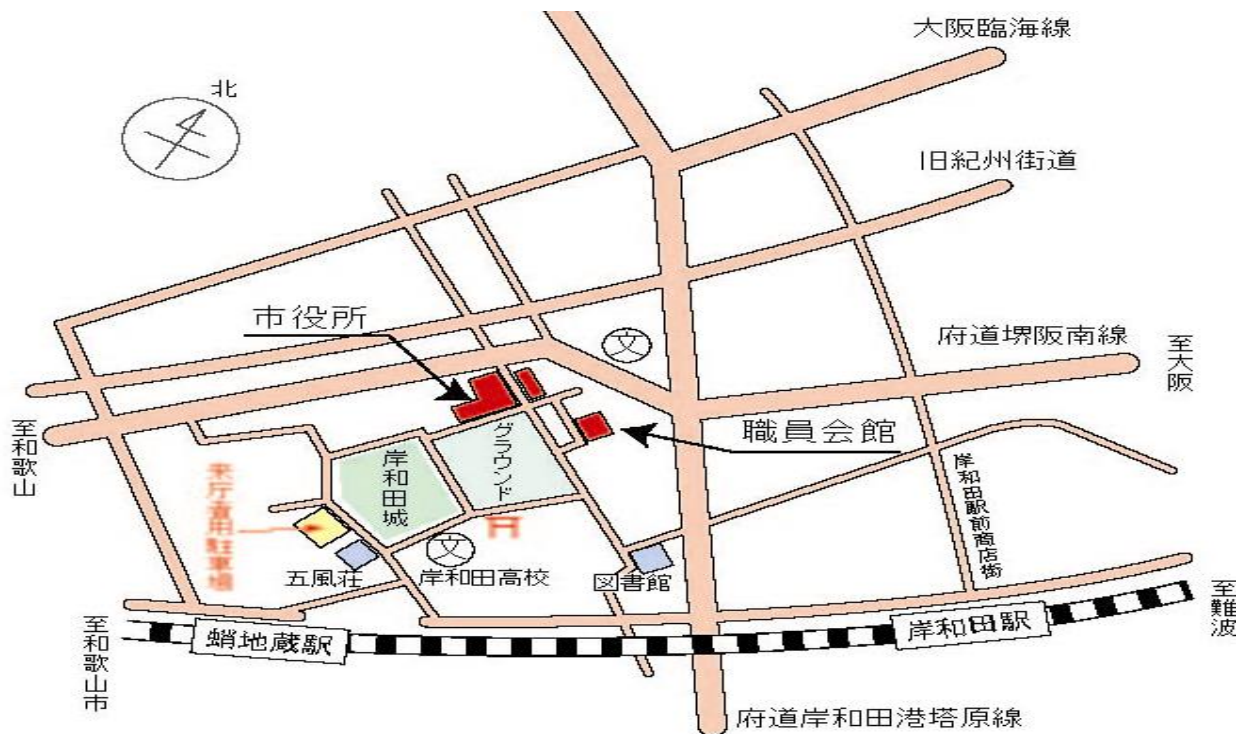 大阪臨海線
北
旧紀州街道
市役所
文
府道堺阪南線
至大阪
至和歌山
職員会館
グラウンド
岸和田城
岸和田駅前商店街
来庁者用駐車場
文
五風荘
岸和田高校
図書館
至難波
至和歌山市
蛸地蔵駅
岸和田駅
府道岸和田港塔原線